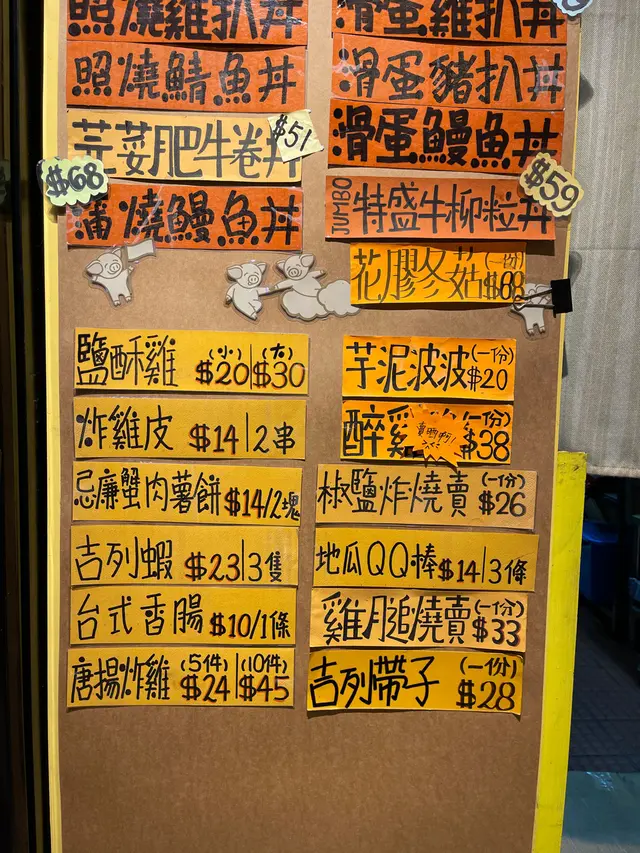 照燒雞扒丼
照燒鯖魚丼
芫荽肥牛卷丼 $51
$68
蒲燒鰻魚丼
滑蛋雞扒丼
滑蛋豬扒丼
滑蛋鰻魚丼
$59
JUMBO 特盛牛柳粒丼
花膠冬菇(一份)$68
鹽酥雞 (小)$20|(大)$30
炸雞皮 $14|2串
忌廉蟹肉薯餅 $14/2塊
吉列蝦 $23|3隻
台式香腸 $10/1條
唐揚炸雞 (5件)$24|(10件)$45
芋泥波波(一份)$20
醉雞 (一份)$38
椒鹽炸燒賣 (一份)$26
地瓜QQ棒 $14|3條
雞腿燒賣(一份)$33
吉列帶子 (一份)$28